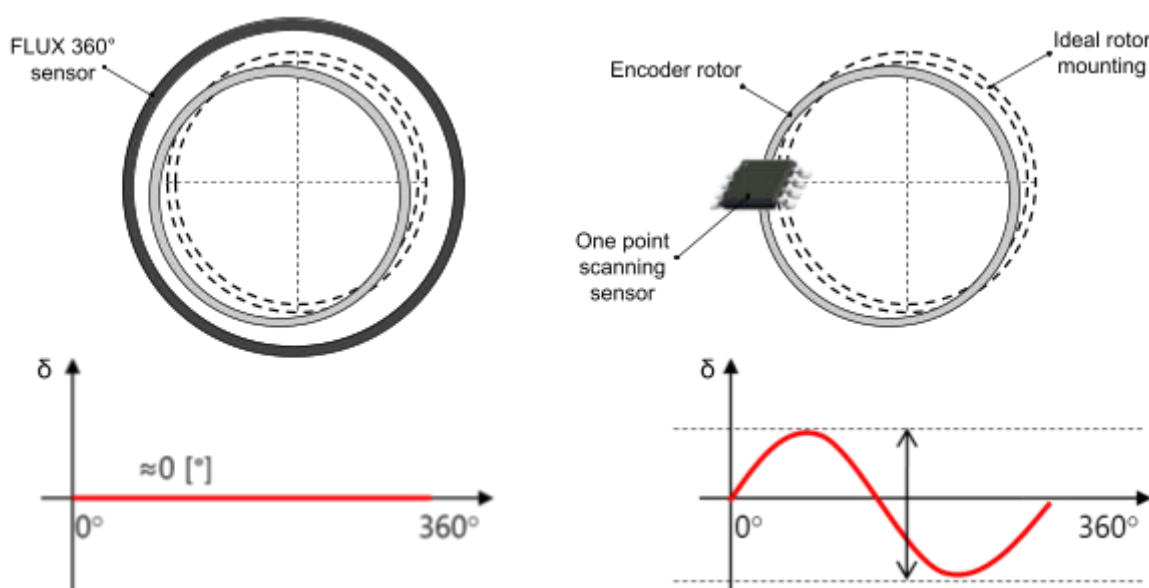 FLUX 360°
sensor
Encoder rotor
Ideal rotor
mounting
One point
scanning
sensor
δ
≈0 [°]
0°
360°
δ
0°
360°